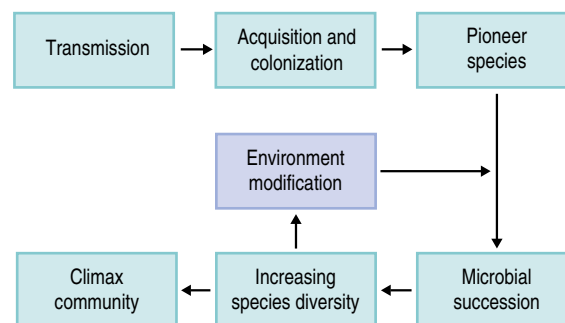 Transmission
Acquisition and
colonization
Pioneer
species
Environment
modification
Climax
community
Increasing
species diversity
Microbial
succession